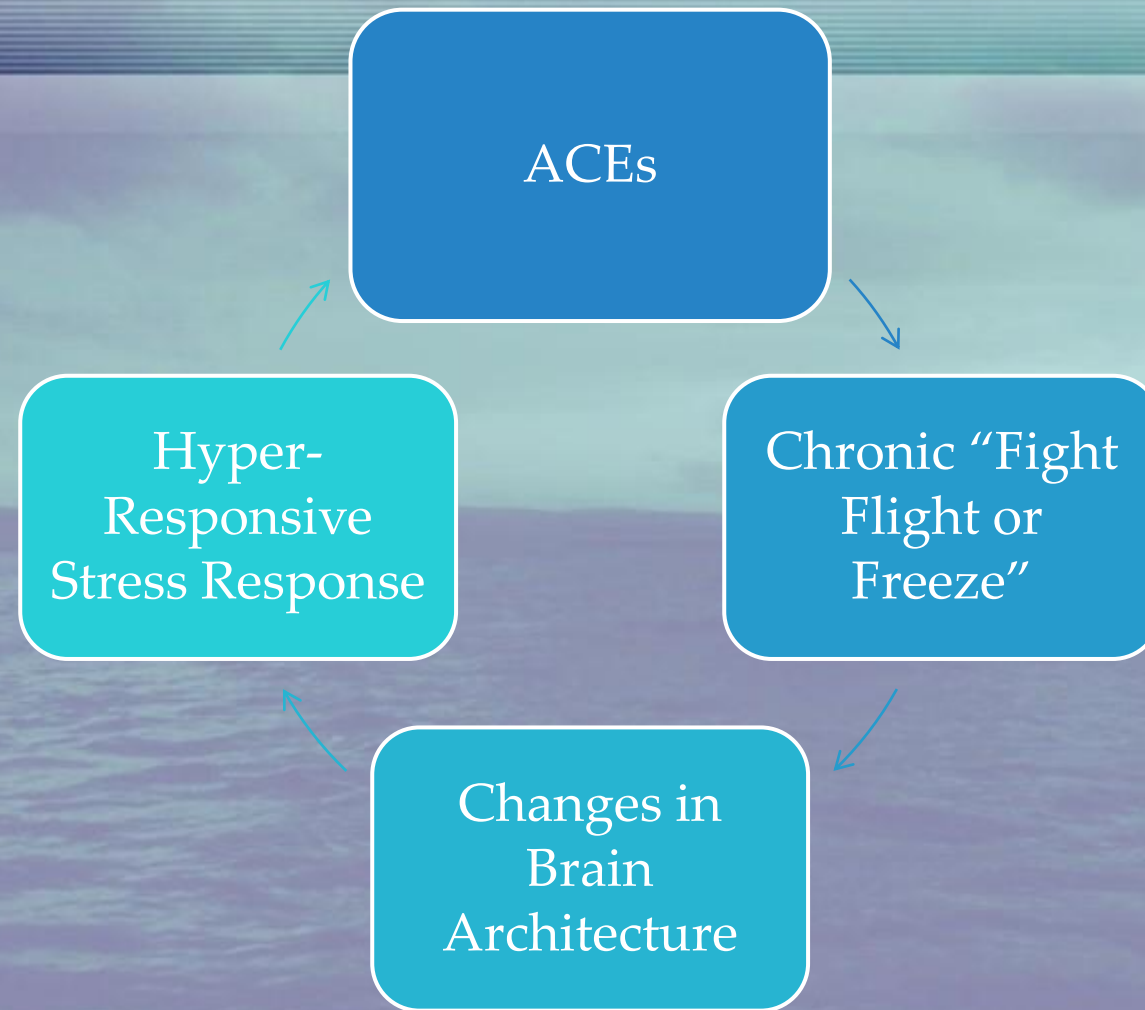 ACEs
Chronic “Fight
Flight or
Freeze”
Changes in
Brain
Architecture
Hyper-
Responsive
Stress Response